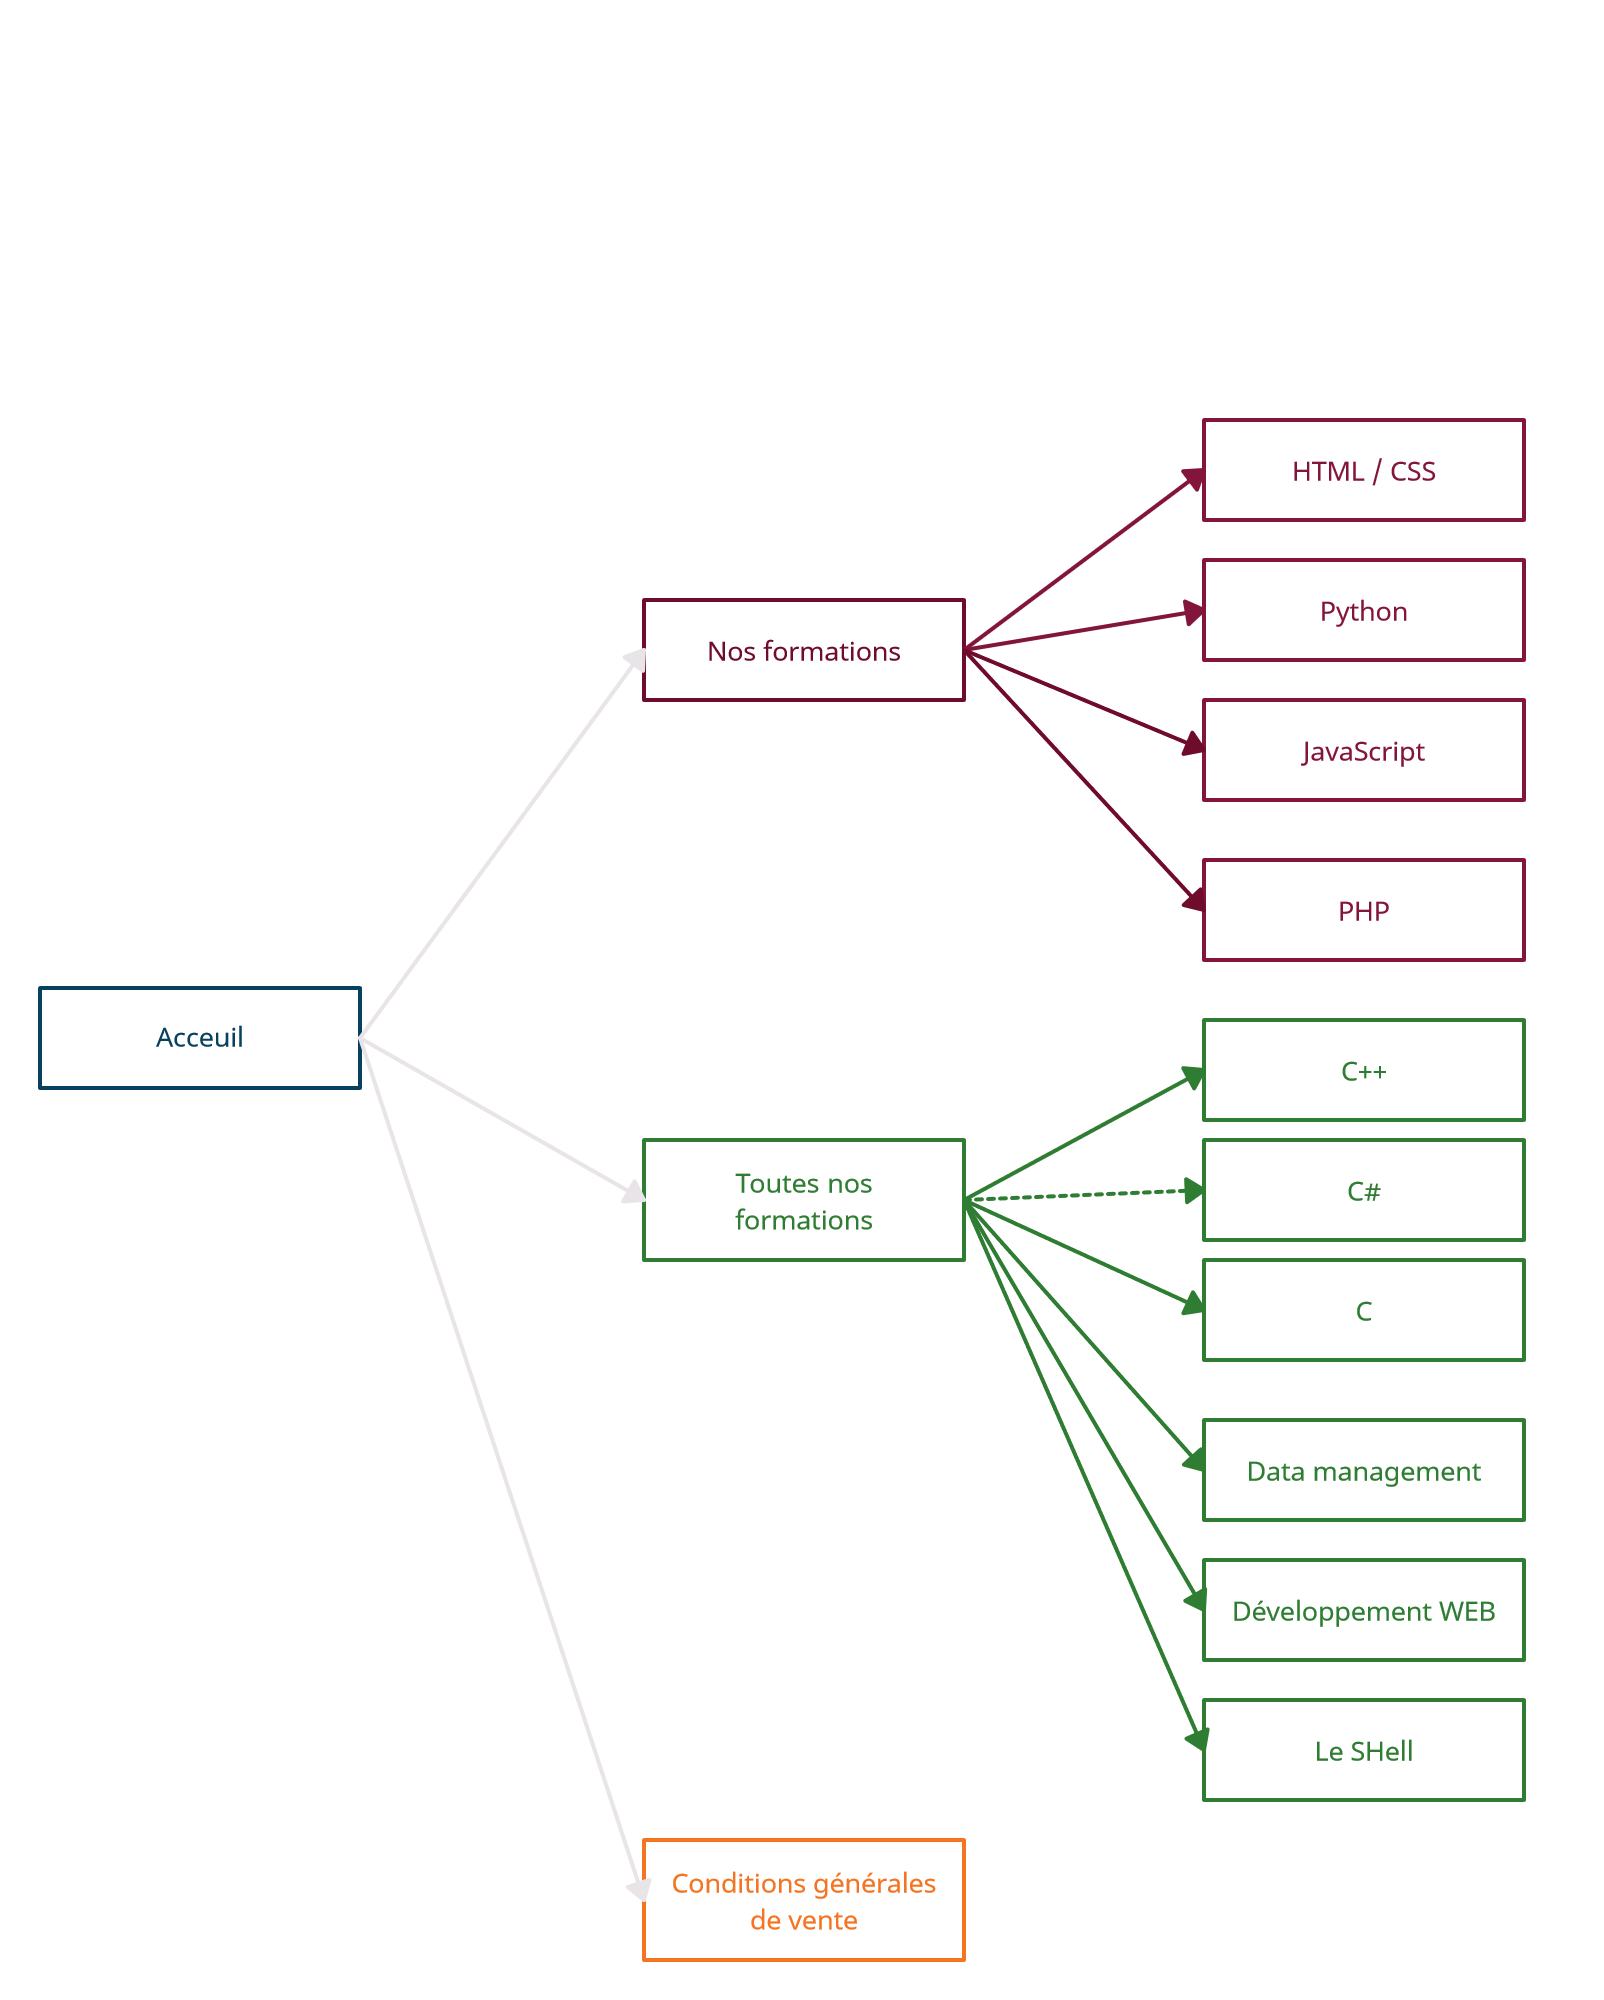 HTML / CSS
Python
Nos formations
JavaScript
PHP
Acceuil
C++
Toutes nos
formations
C#
C
Data management
Développement WEB
Le SHell
Conditions générales
de vente